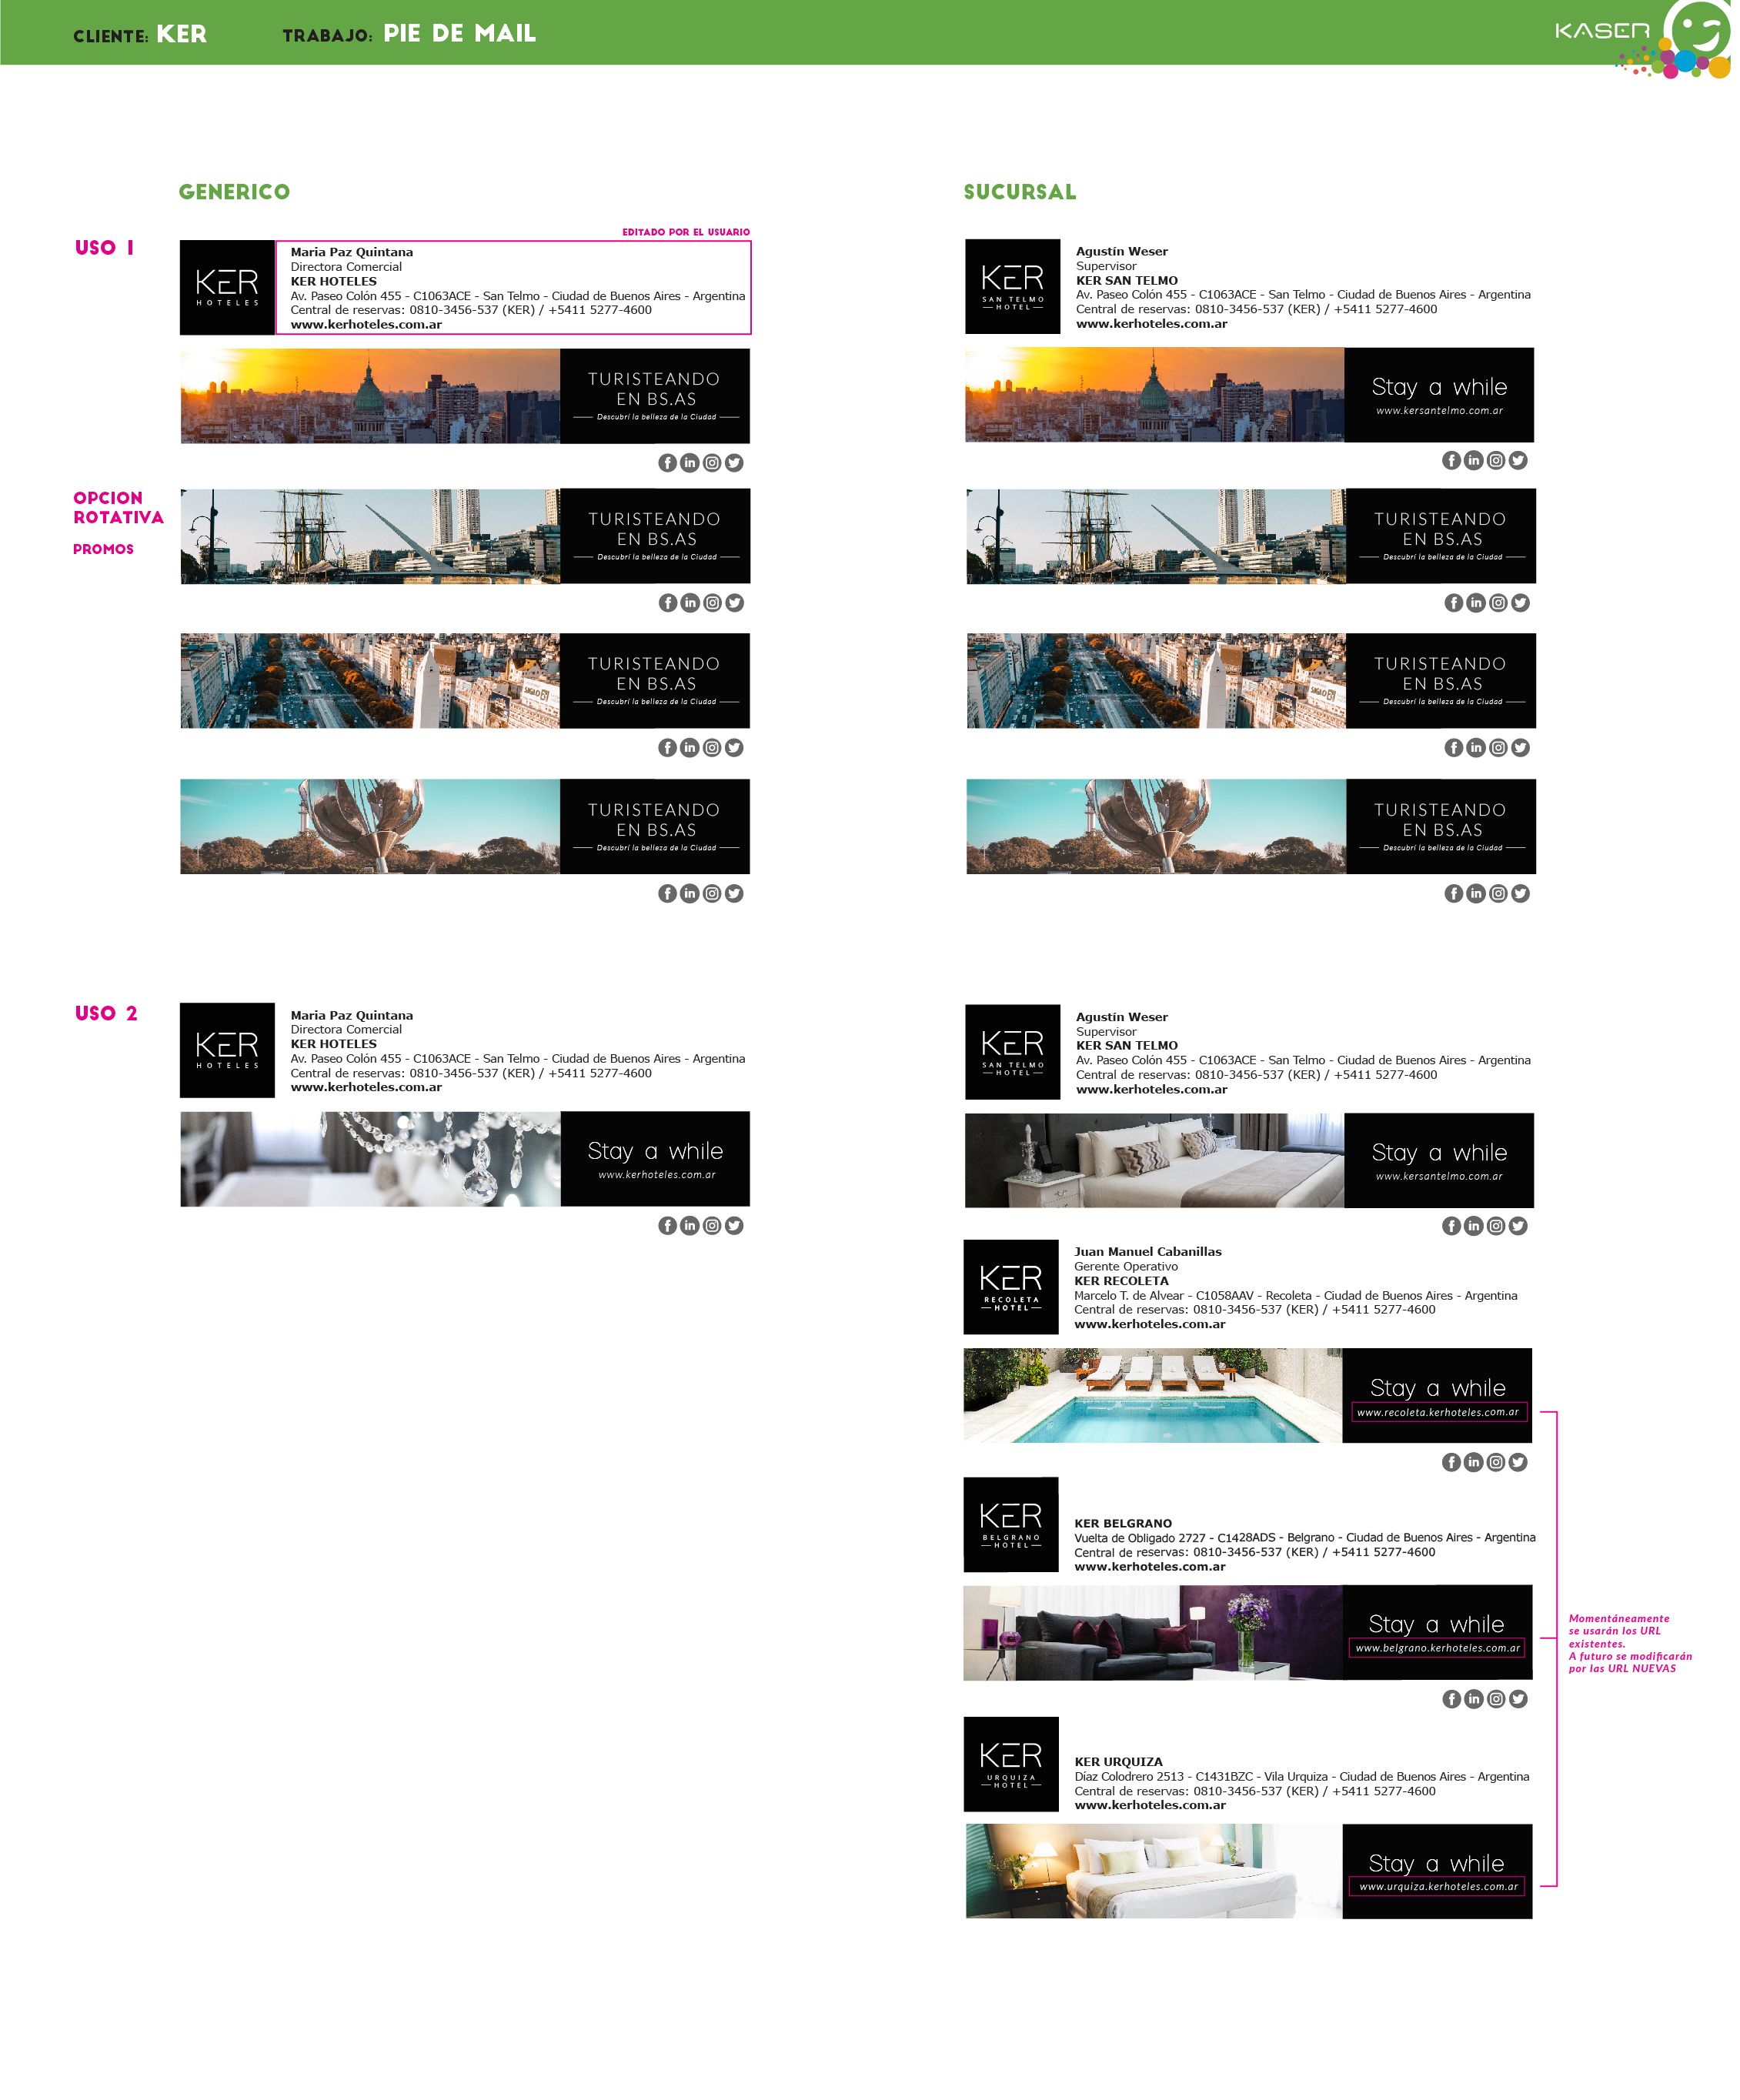 CLIENTE: KER
TRABAJO: PIE DE MAIL
KASER
GENERICO
USO 1
EDITADO POR EL USUARIO
KER
HOTELES
Maria Paz Quintana
Directora Comercial
KER HOTELES
Av. Paseo Colón 455 - C1063ACE - San Telmo - Ciudad de Buenos Aires - Argentina
Central de reservas: 0810-3456-537 (KER) / +5411 5277-4600
www.kerhoteles.com.ar
TURISTEANDO
EN BS.AS
Descubrí la belleza de la Ciudad
OPCION
ROTATIVA
PROMOS
TURISTEANDO
EN BS.AS
Descubrí la belleza de la Ciudad
TURISTEANDO
EN BS.AS
Descubrí la belleza de la Ciudad
TURISTEANDO
EN BS.AS
Descubrí la belleza de la Ciudad
SUCURSAL
KER
SAN TELMO
HOTEL
Agustín Weser
Supervisor
KER SAN TELMO
Av. Paseo Colón 455 - C1063ACE - San Telmo - Ciudad de Buenos Aires - Argentina
Central de reservas: 0810-3456-537 (KER) / +5411 5277-4600
www.kerhoteles.com.ar
Stay a while
www.kersantelmo.com.ar
TURISTEANDO
EN BS.AS
Descubrí la belleza de la Ciudad
TURISTEANDO
EN BS.AS
Descubrí la belleza de la Ciudad
TURISTEANDO
EN BS.AS
Descubrí la belleza de la Ciudad
USO 2
KER
HOTELES
Maria Paz Quintana
Directora Comercial
KER HOTELES
Av. Paseo Colón 455 - C1063ACE - San Telmo - Ciudad de Buenos Aires - Argentina
Central de reservas: 0810-3456-537 (KER) / +5411 5277-4600
www.kerhoteles.com.ar
Stay a while
www.kerhoteles.com.ar
KER
SAN TELMO
HOTEL
Agustín Weser
Supervisor
KER SAN TELMO
Av. Paseo Colón 455 - C1063ACE - San Telmo - Ciudad de Buenos Aires - Argentina
Central de reservas: 0810-3456-537 (KER) / +5411 5277-4600
www.kerhoteles.com.ar
Stay a while
www.kersantelmo.com.ar
KER
RECOLETA
HOTEL
Juan Manuel Cabanillas
Gerente Operativo
KER RECOLETA
Marcelo T. de Alvear - C1058AAV - Recoleta - Ciudad de Buenos Aires - Argentina
Central de reservas: 0810-3456-537 (KER) / +5411 5277-4600
www.kerhoteles.com.ar
Stay a while
www.recoleta.kerhoteles.com.ar
KER
BELGRANO
HOTEL
KER BELGRANO
Vuelta de Obligado 2727 - C1428ADS - Belgrano - Ciudad de Buenos Aires - Argentina
Central de reservas: 0810-3456-537 (KER) / +5411 5277-4600
www.kerhoteles.com.ar
Stay a while
www.belgrano.kerhoteles.com.ar
Momentáneamente
se usarán los URL
existentes.
A futuro se modificarán
por las URL NUEVAS
KER
URQUIZA
HOTEL
KER URQUIZA
Díaz Colodrero 2513 - C1431BZC - Vila Urquiza - Ciudad de Buenos Aires - Argentina
Central de reservas: 0810-3456-537 (KER) / +5411 5277-4600
www.kerhoteles.com.ar
Stay a while
www.urquiza.kerhoteles.com.ar